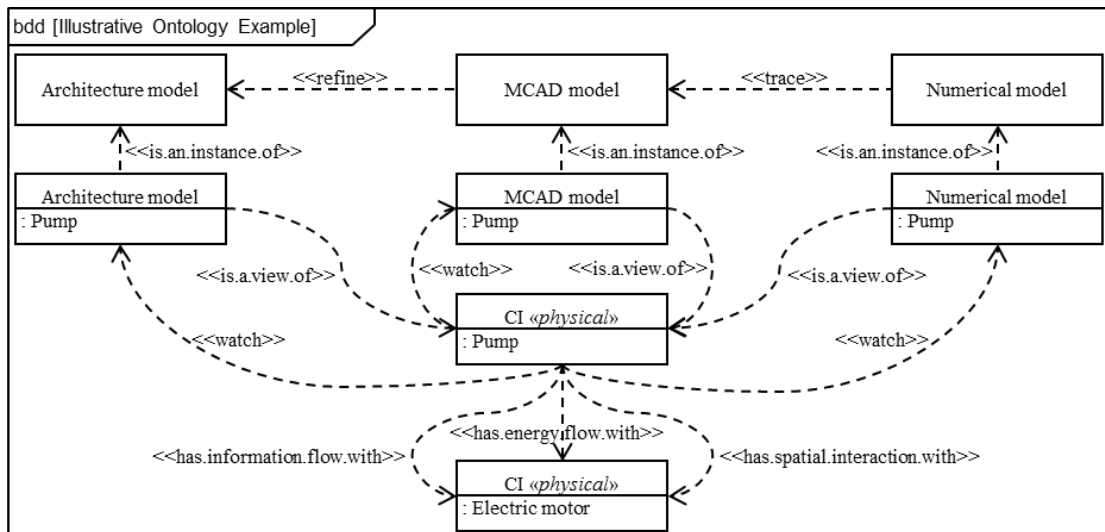 bdd [Illustrative Ontology Example]
Architecture model
<<refine>>
MCAD model
<<trace>>
Numerical model
<<is.an.instance.of>>
<<is.an.instance.of>>
<<is.an.instance.of>>
Architecture model
: Pump
MCAD model
: Pump
Numerical model
: Pump
<<is.a.view.of>>
<<watch>>
<<is.a.view.of>>
<<is.a.view.of>>
CI «physical»
: Pump
<<watch>>
<<watch>>
<<has.information.flow.with>>
<<has.energy.flow.with>>
<<has.spatial.interaction.with>>
CI «physical»
: Electric motor